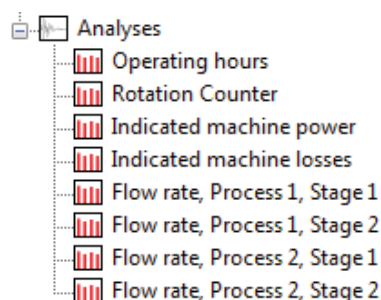 Analyses
Operating hours
Rotation Counter
Indicated machine power
Indicated machine losses
Flow rate, Process 1, Stage 1
Flow rate, Process 1, Stage 2
Flow rate, Process 2, Stage 1
Flow rate, Process 2, Stage 2